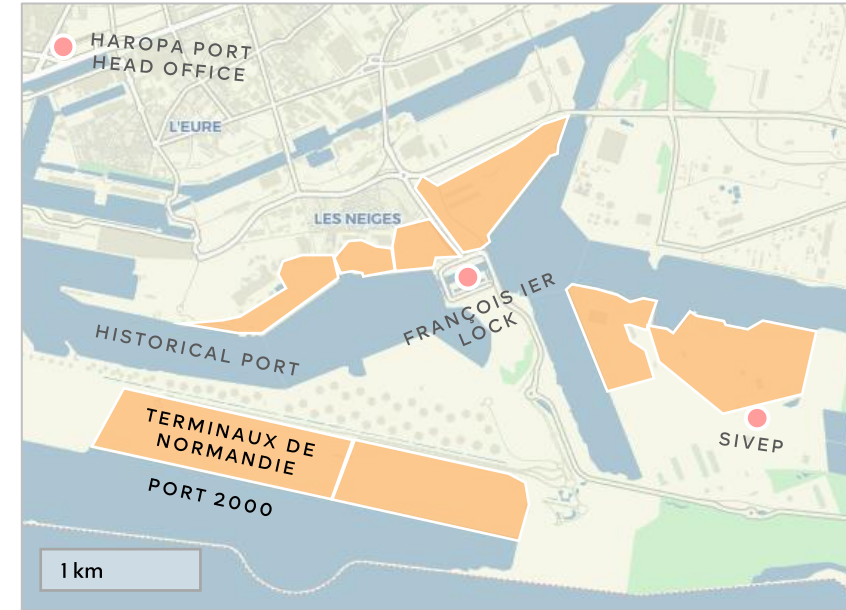 HAROPA PORT
HEAD OFFICE
L'EURE
LES NEIGES
FRANÇOIS IER
LOCK
HISTORICAL PORT
TERMINAUX DE
NORMANDIE
SIVEP
PORT 2000
1 km